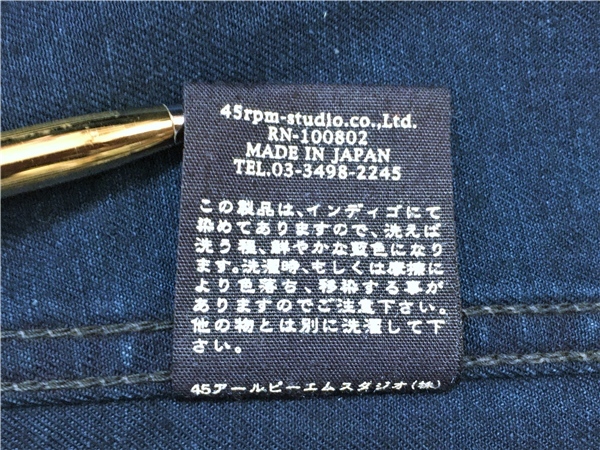 45rpm-studio.co.,Ltd.
RN-100802
MADE IN JAPAN
TEL.03-3498-2245
この製品は、インディゴにて
染めてありますので、洗えば
洗う程、鮮やかな藍色になり
ます。洗濯時、もしくは摩擦に
より色落ち、移染する事が
ありますのでご注意下さい。
他の物とは別に洗濯して下
さい。
45アールピーエムスタジオ(株)